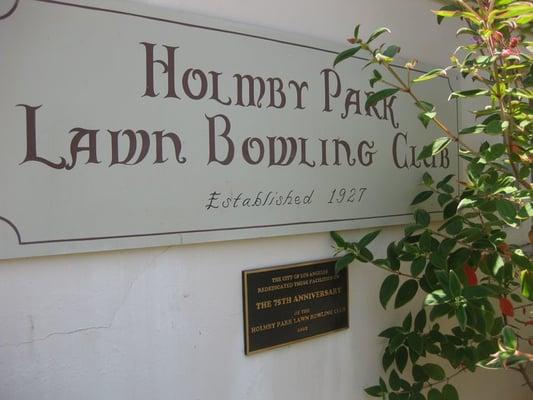 Holmby Park
Lawn Bowling Club
Established 1927
THE CITY OF LOS ANGELES
REDEDICATED THESE FACILITIES ON
THE 75TH ANNIVERSARY
OF THE
HOLMBY PARK LAWN BOWLING CLUB
2002